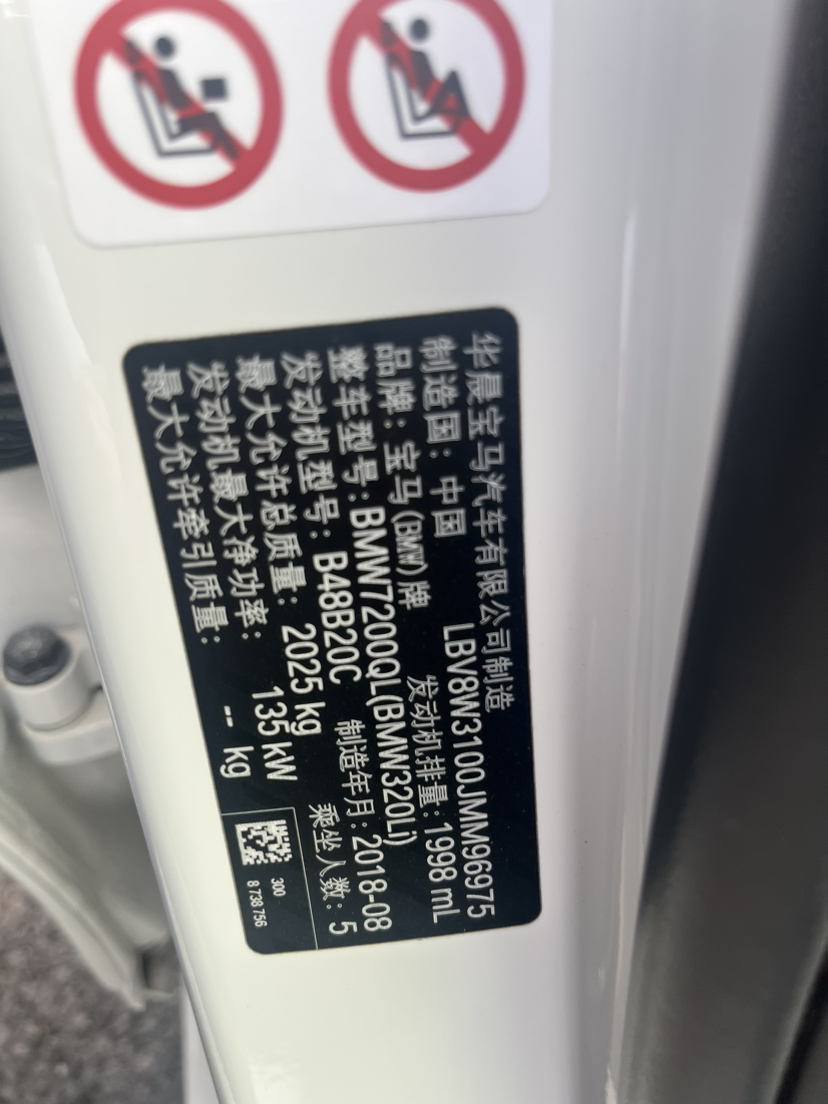 华晨宝马汽车有限公司制造
制造国：中国 LBV8W3100JMM96975
品牌：宝马(BMW)牌 发动机排量：1998 mL
整车型号：BMW7200QL(BMW320Li)
发动机型号：B48B20C 制造年月：2018-08
最大允许总质量：2025 kg 乘坐人数：5
发动机最大净功率：135 kW
最大允许牵引质量：-- kg
300
8 738 756